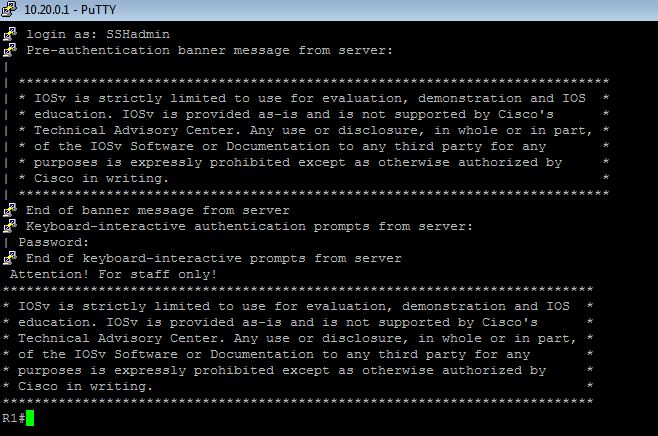 10.20.0.1 - PuTTY
login as: SSHadmin
Pre-authentication banner message from server:
|
| **************************************************************************
| * IOSv is strictly limited to use for evaluation, demonstration and IOS  *
| * education. IOSv is provided as-is and is not supported by Cisco's      *
| * Technical Advisory Center. Any use or disclosure, in whole or in part, *
| * of the IOSv Software or Documentation to any third party for any       *
| * purposes is expressly prohibited except as otherwise authorized by     *
| * Cisco in writing.                                                      *
| **************************************************************************
End of banner message from server
Keyboard-interactive authentication prompts from server:
| Password:
End of keyboard-interactive prompts from server
Attention! For staff only!
**************************************************************************
* IOSv is strictly limited to use for evaluation, demonstration and IOS  *
* education. IOSv is provided as-is and is not supported by Cisco's      *
* Technical Advisory Center. Any use or disclosure, in whole or in part, *
* of the IOSv Software or Documentation to any third party for any       *
* purposes is expressly prohibited except as otherwise authorized by     *
* Cisco in writing.                                                      *
**************************************************************************
R1#